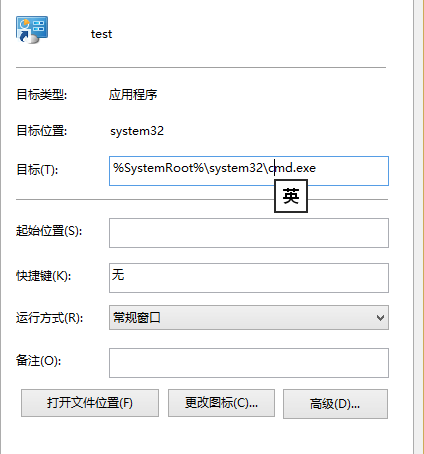 test
目标类型: 应用程序
目标位置: system32
目标(T): %SystemRoot%\system32\cmd.exe
英
起始位置(S):
快捷键(K): 无
运行方式(R): 常规窗口
备注(O):
打开文件位置(F) 更改图标(C)... 高级(D)...